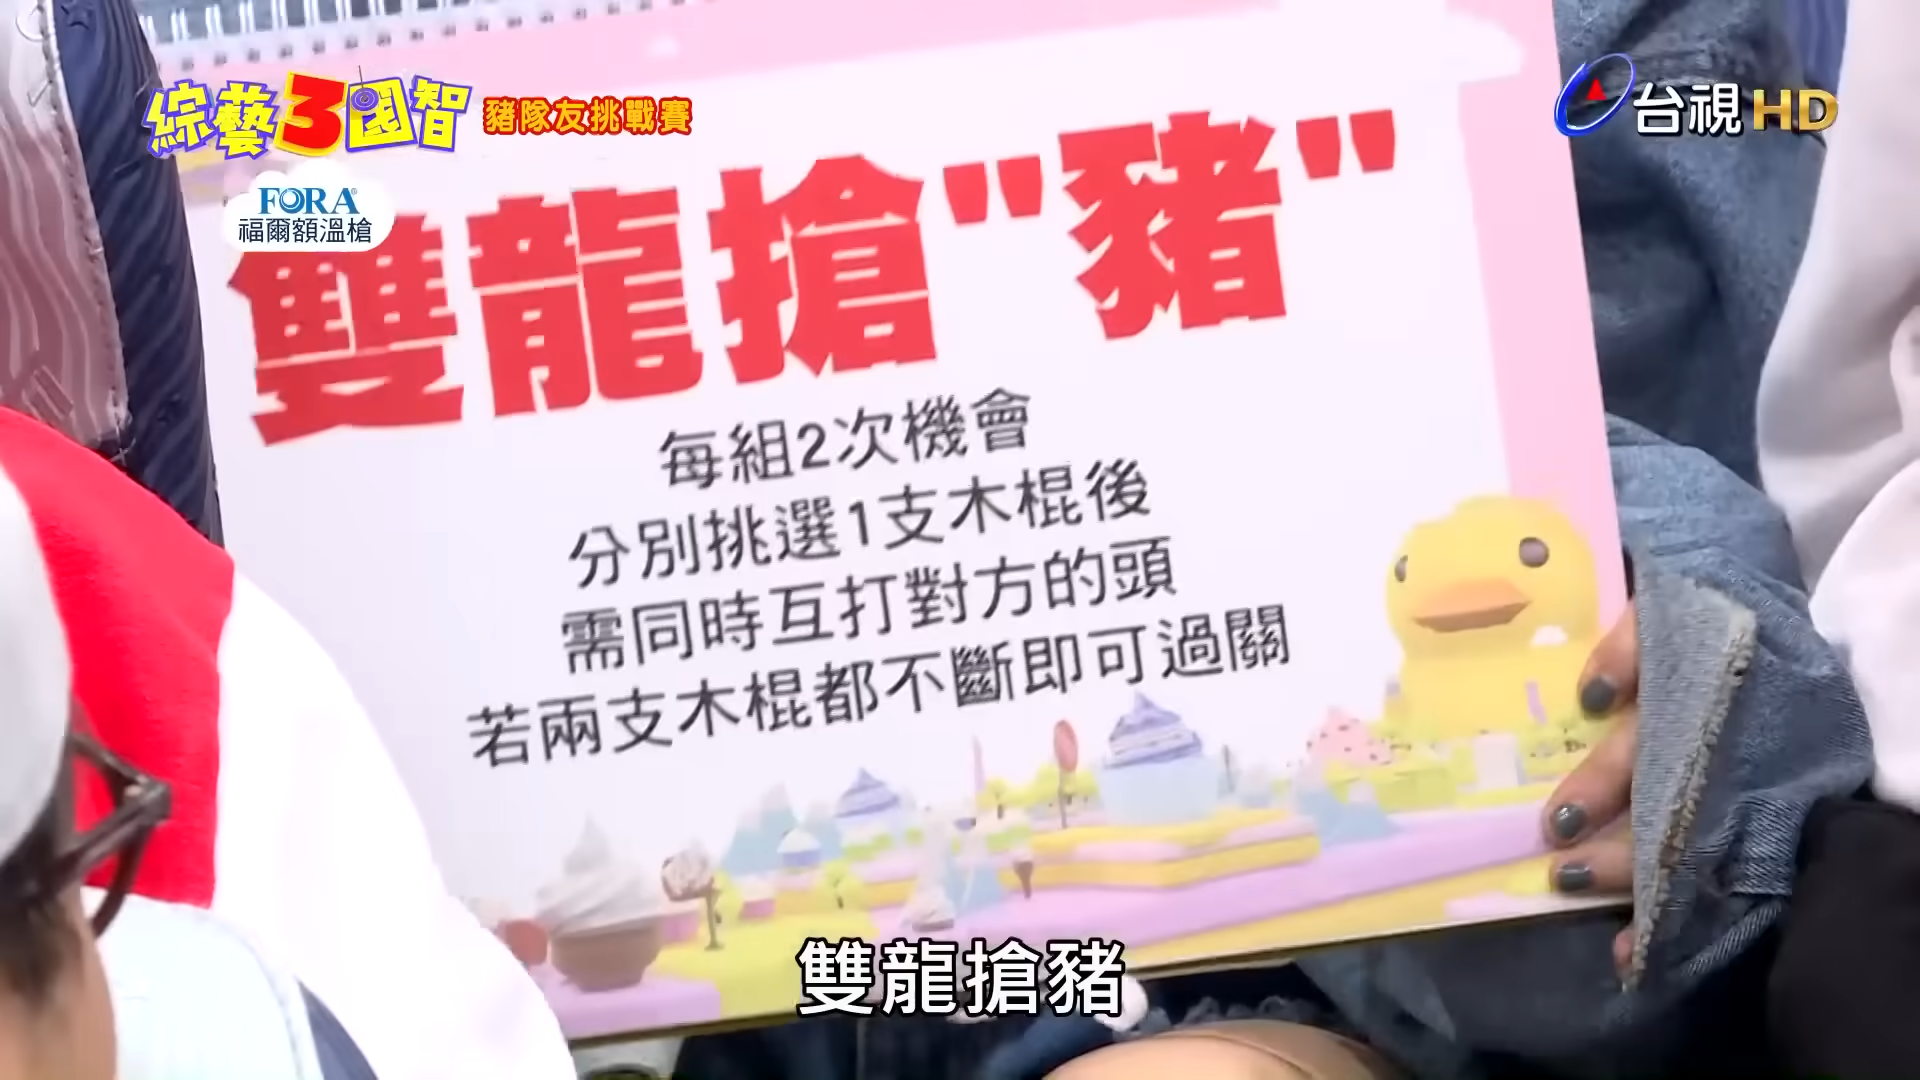 綜藝3國智 豬隊友挑戰賽
台視HD
FORA
福爾額溫槍
雙龍搶"豬"
每組2次機會
分別挑選1支木棍後
需同時互打對方的頭
若兩支木棍都不斷即可過關
雙龍搶豬